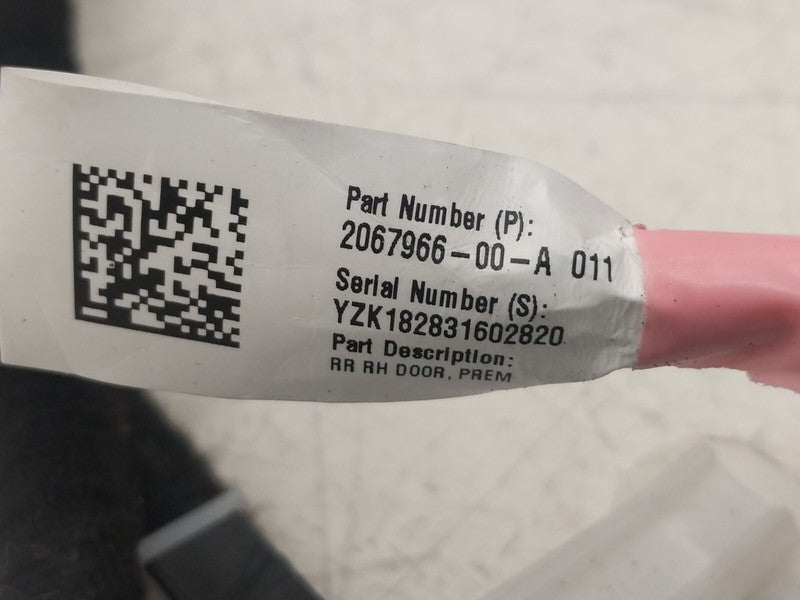 Part Number (P):
2067966-00-A 011
Serial Number (S):
YZK182831602820
Part Description:
RR RH DOOR, PREM